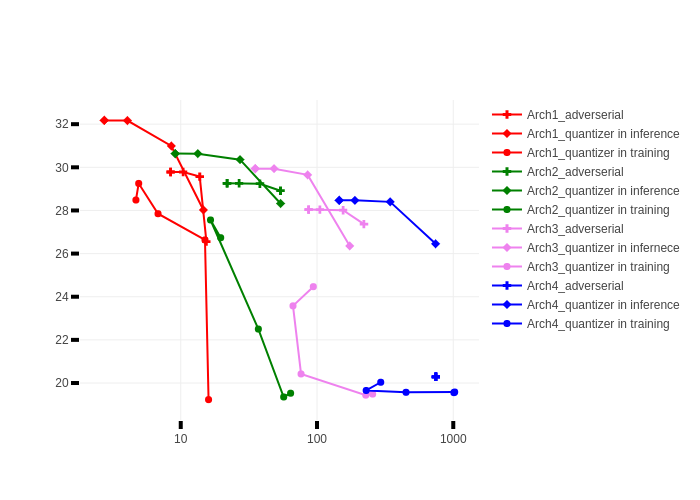 32
30
28
26
24
22
20
10
100
1000
Arch1_adverserial
Arch1_quantizer in inference
Arch1_quantizer in training
Arch2_adverserial
Arch2_quantizer in inference
Arch2_quantizer in training
Arch3_adverserial
Arch3_quantizer in infernece
Arch3_quantizer in training
Arch4_adverserial
Arch4_quantizer in inference
Arch4_quantizer in training